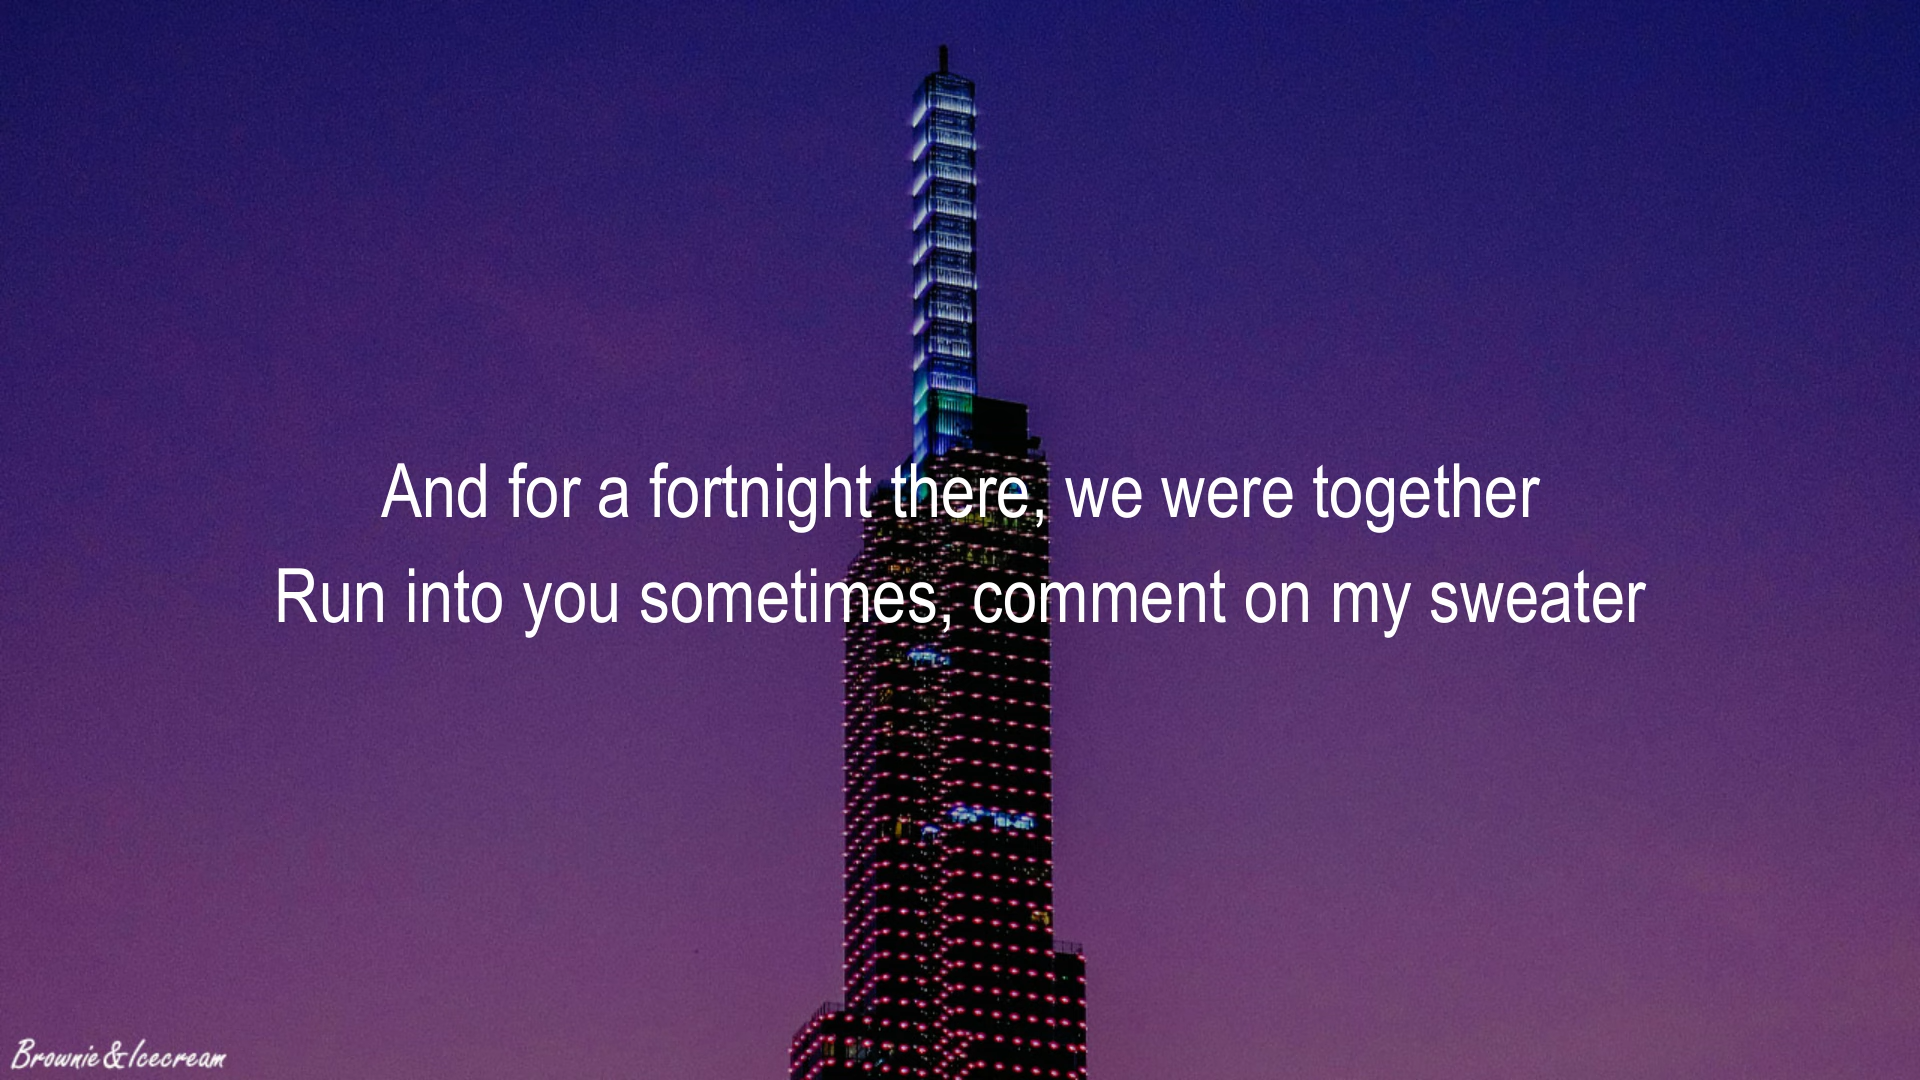 And for a fortnight there, we were together
Run into you sometimes, comment on my sweater
Brownie&Icecream